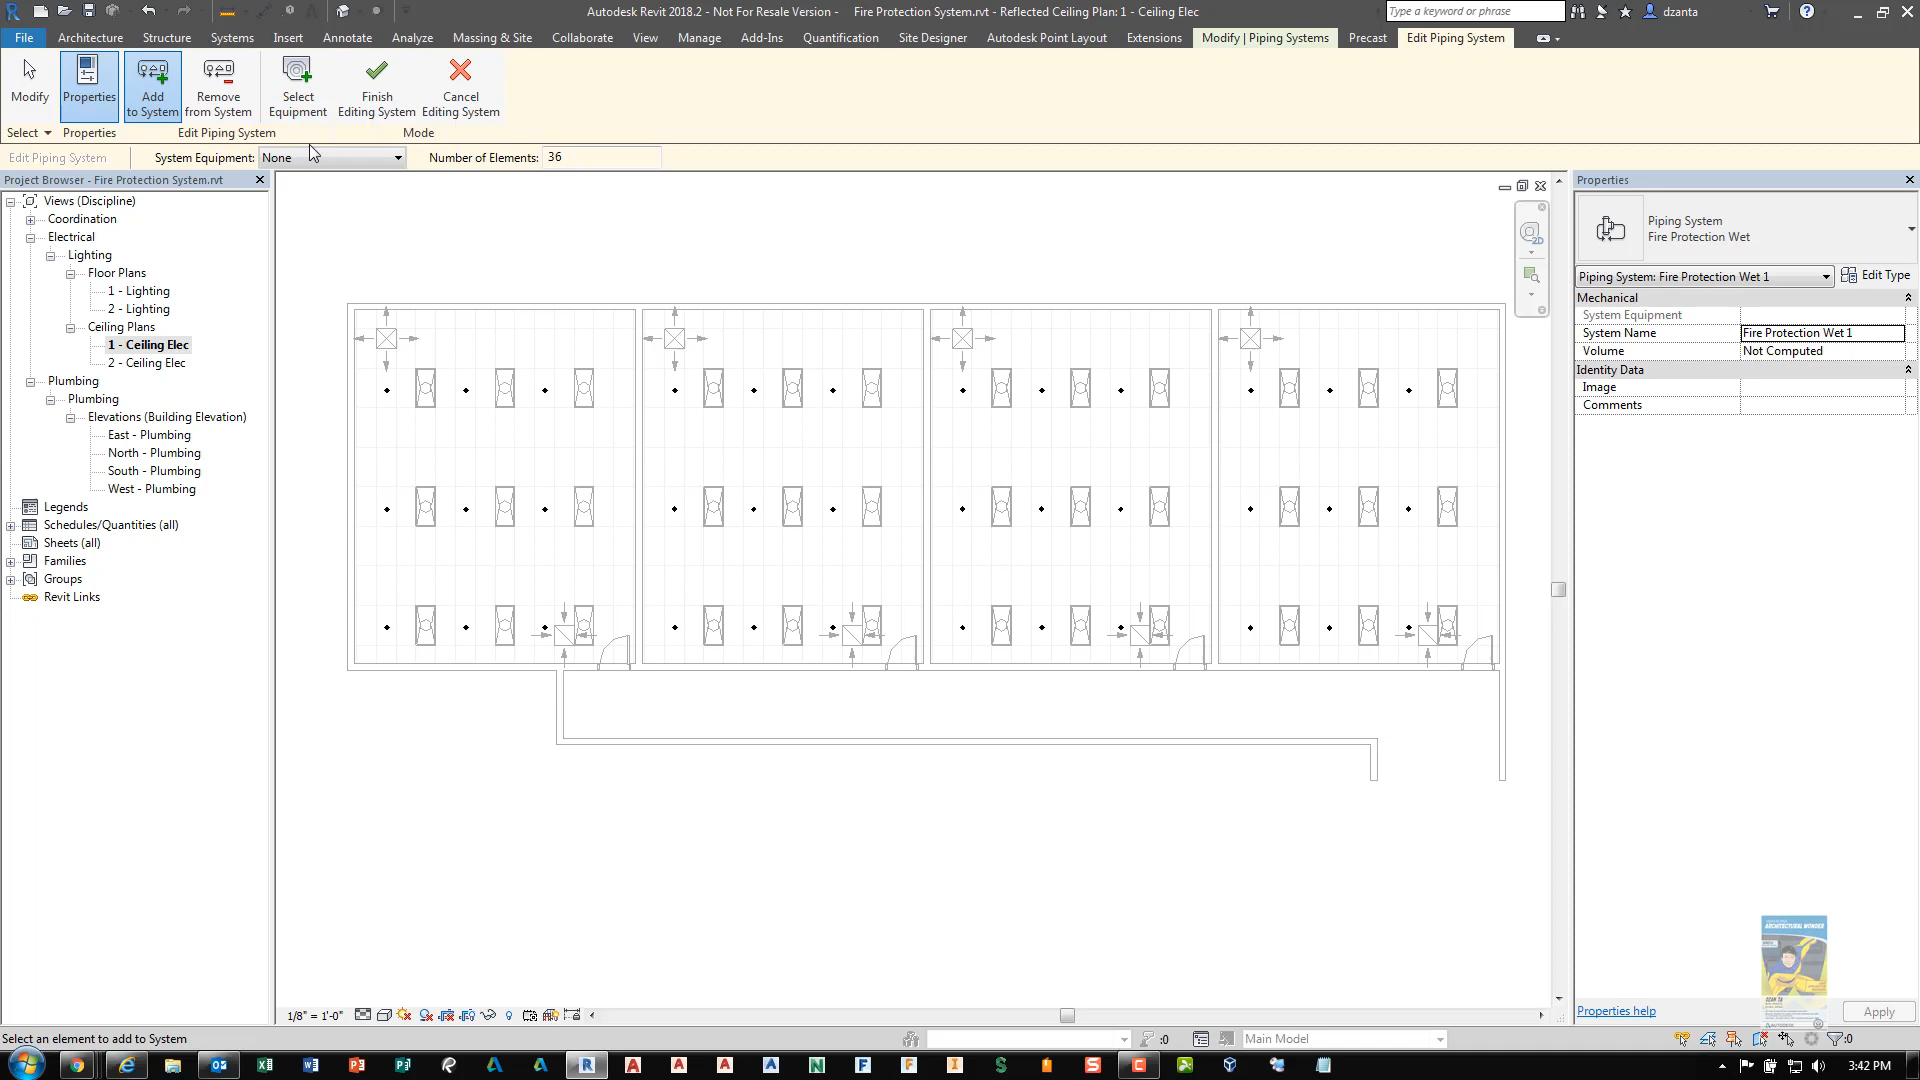 Autodesk Revit 2018.2 - Not For Resale Version - Fire Protection System.rvt - Reflected Ceiling Plan: 1 - Ceiling Elec
Type a keyword or phrase
dzanta
File Architecture Structure Systems Insert Annotate Analyze Massing & Site Collaborate View Manage Add-Ins Quantification Site Designer Autodesk Point Layout Extensions Modify | Piping Systems Precast Edit Piping System
Modify Properties Add to System Remove from System Select Equipment Finish Editing System Cancel Editing System
Select Properties Edit Piping System Mode
Edit Piping System System Equipment: None Number of Elements: 36
Project Browser - Fire Protection System.rvt
Views (Discipline)
Coordination
Electrical
Lighting
Floor Plans
1 - Lighting
2 - Lighting
Ceiling Plans
1 - Ceiling Elec
2 - Ceiling Elec
Plumbing
Plumbing
Elevations (Building Elevation)
East - Plumbing
North - Plumbing
South - Plumbing
West - Plumbing
Legends
Schedules/Quantities (all)
Sheets (all)
Families
Groups
Revit Links
2D
Properties
Piping System
Fire Protection Wet
Piping System: Fire Protection Wet 1 Edit Type
Mechanical
System Equipment
System Name Fire Protection Wet 1
Volume Not Computed
Identity Data
Image
Comments
ARCHITECTURAL WONDER
AUTODESK
Properties help Apply
1/8" = 1'-0"
Select an element to add to System
:0
Main Model
:0
3:42 PM